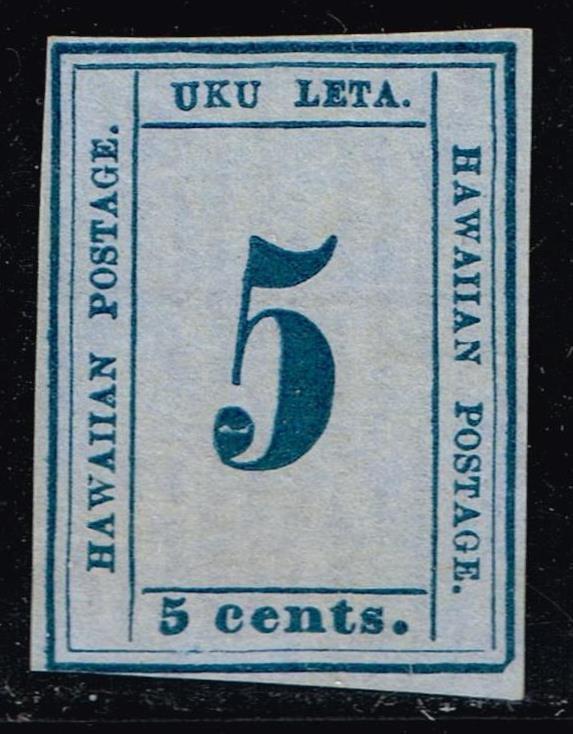 UKU LETA.
HAWAIIAN POSTAGE.
5
HAWAIIAN POSTAGE.
5 cents.